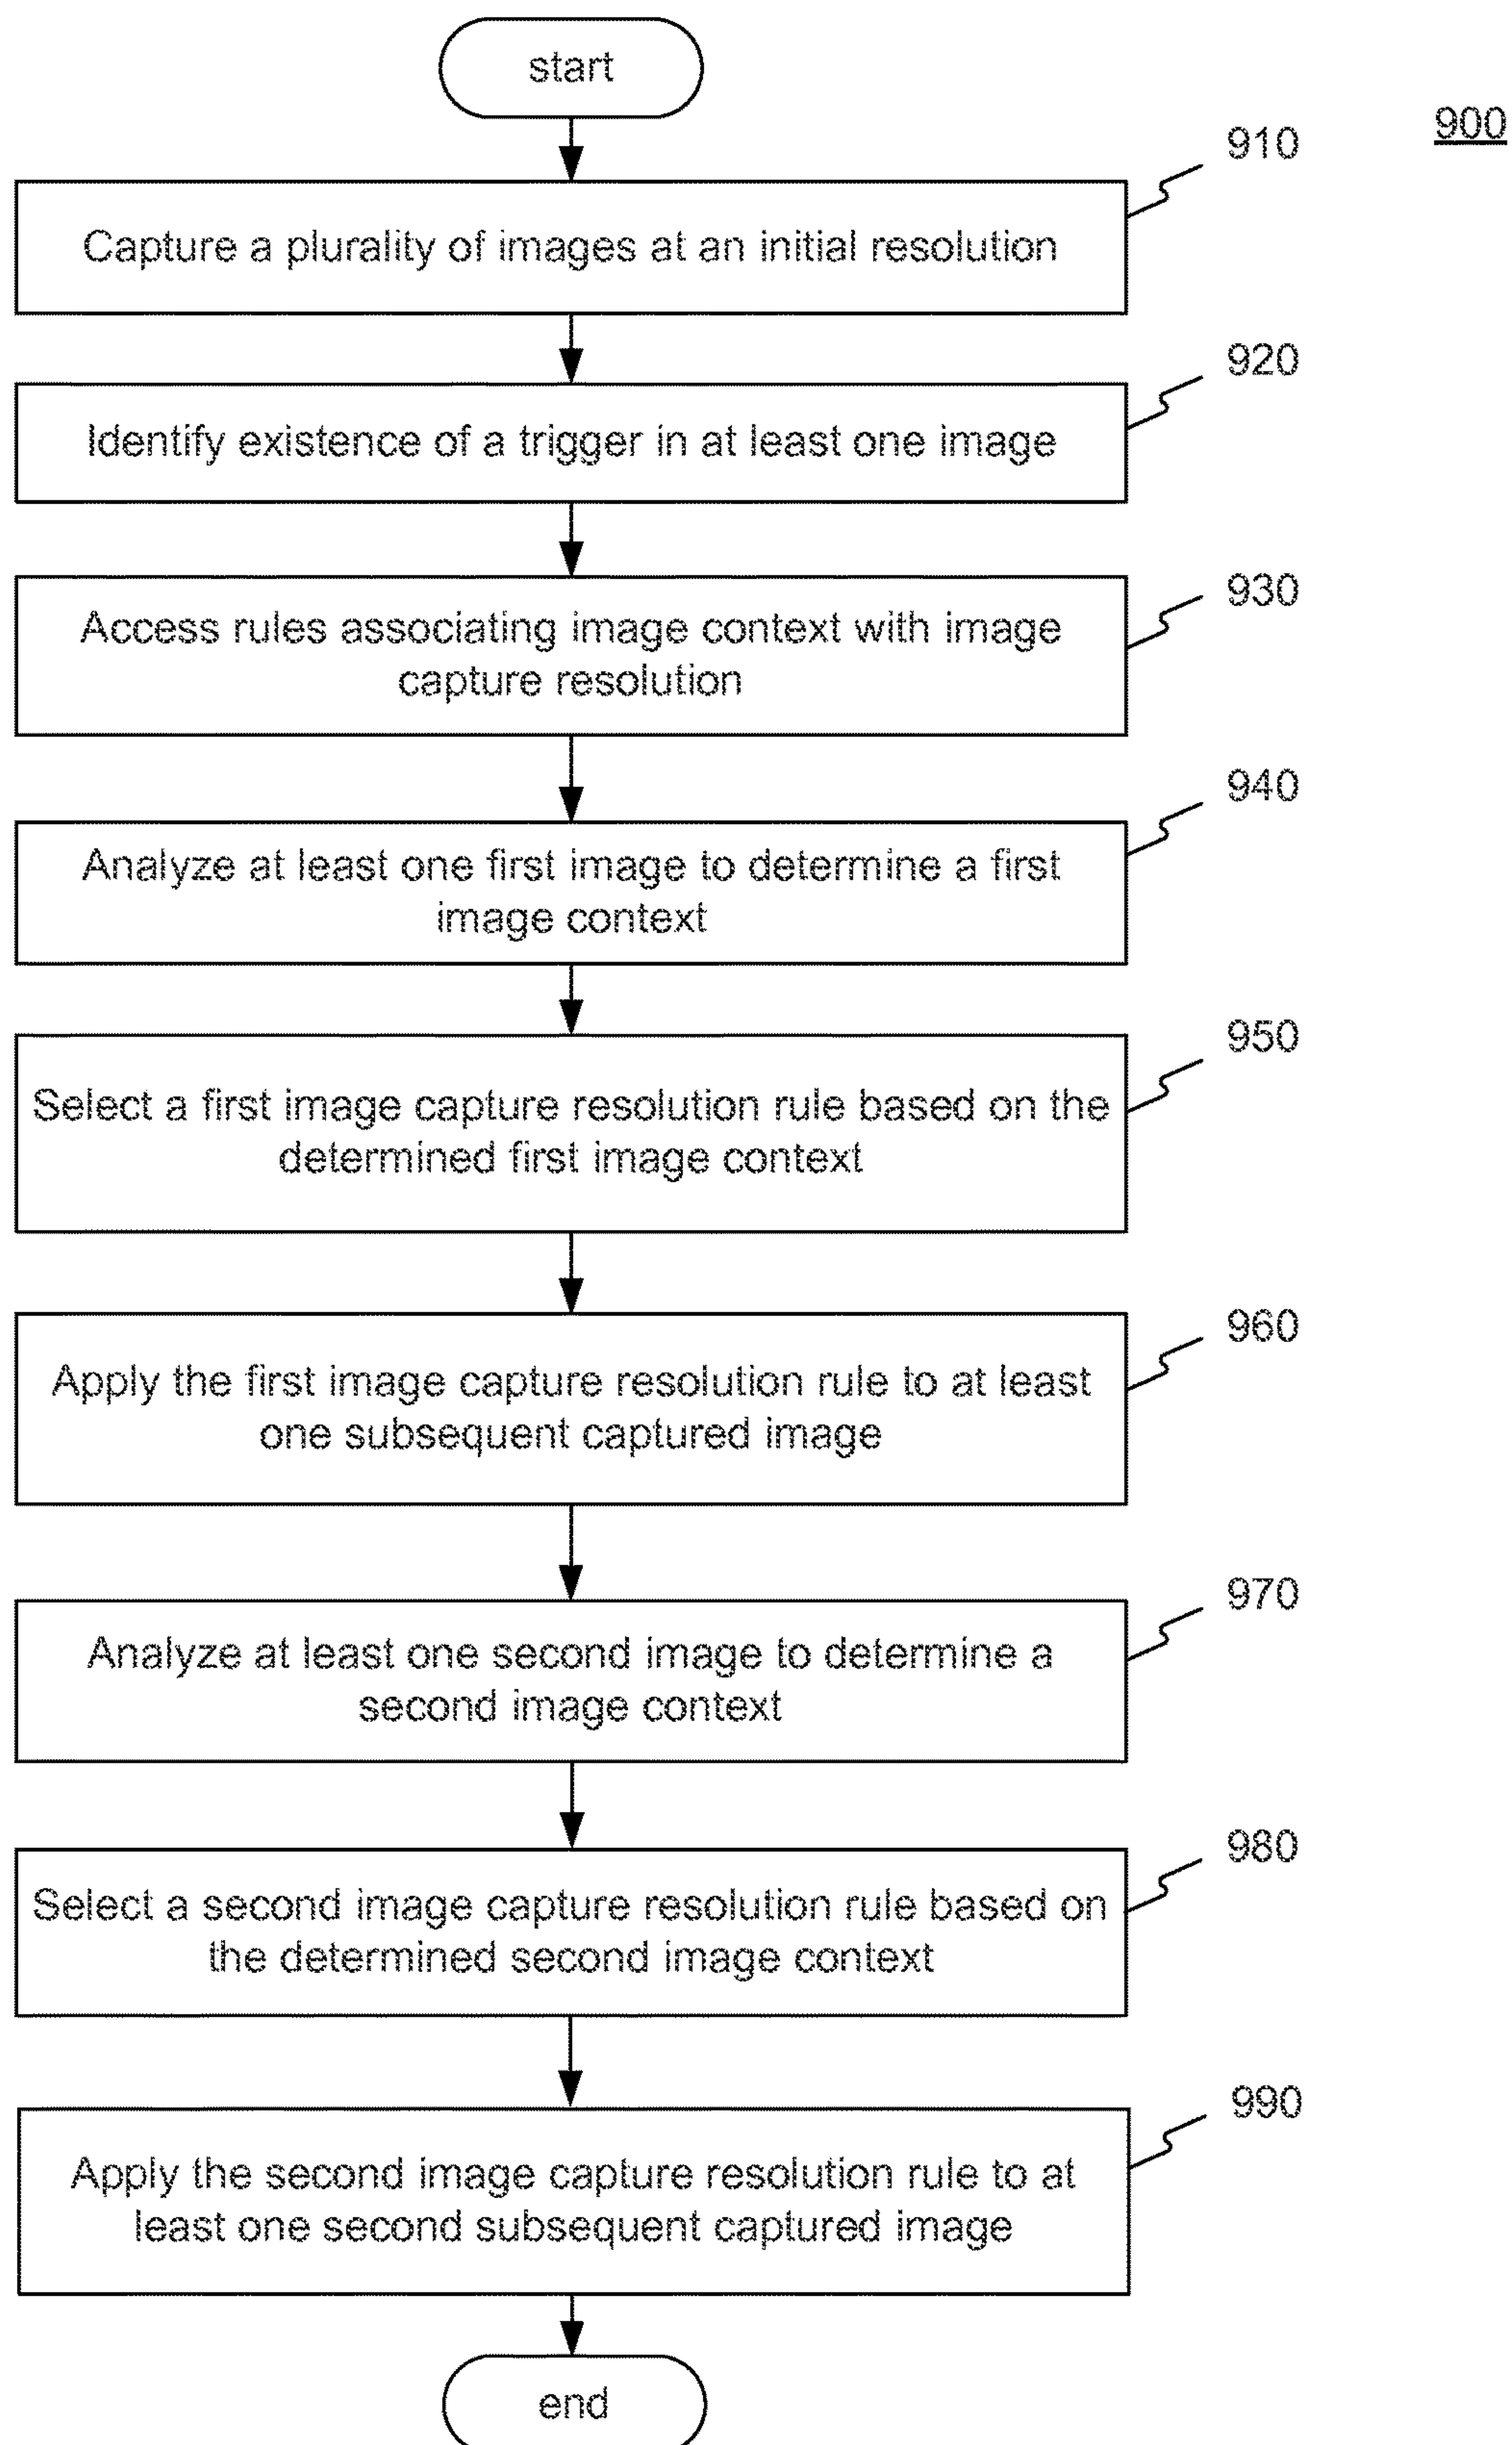 start
900
910
Capture a plurality of images at an initial resolution
920
Identify existence of a trigger in at least one image
930
Access rules associating image context with image
capture resolution
940
Analyze at least one first image to determine a first
image context
950
Select a first image capture resolution rule based on the
determined first image context
960
Apply the first image capture resolution rule to at least
one subsequent captured image
970
Analyze at least one second image to determine a
second image context
980
Select a second image capture resolution rule based on
the determined second image context
990
Apply the second image capture resolution rule to at
least one second subsequent captured image
end